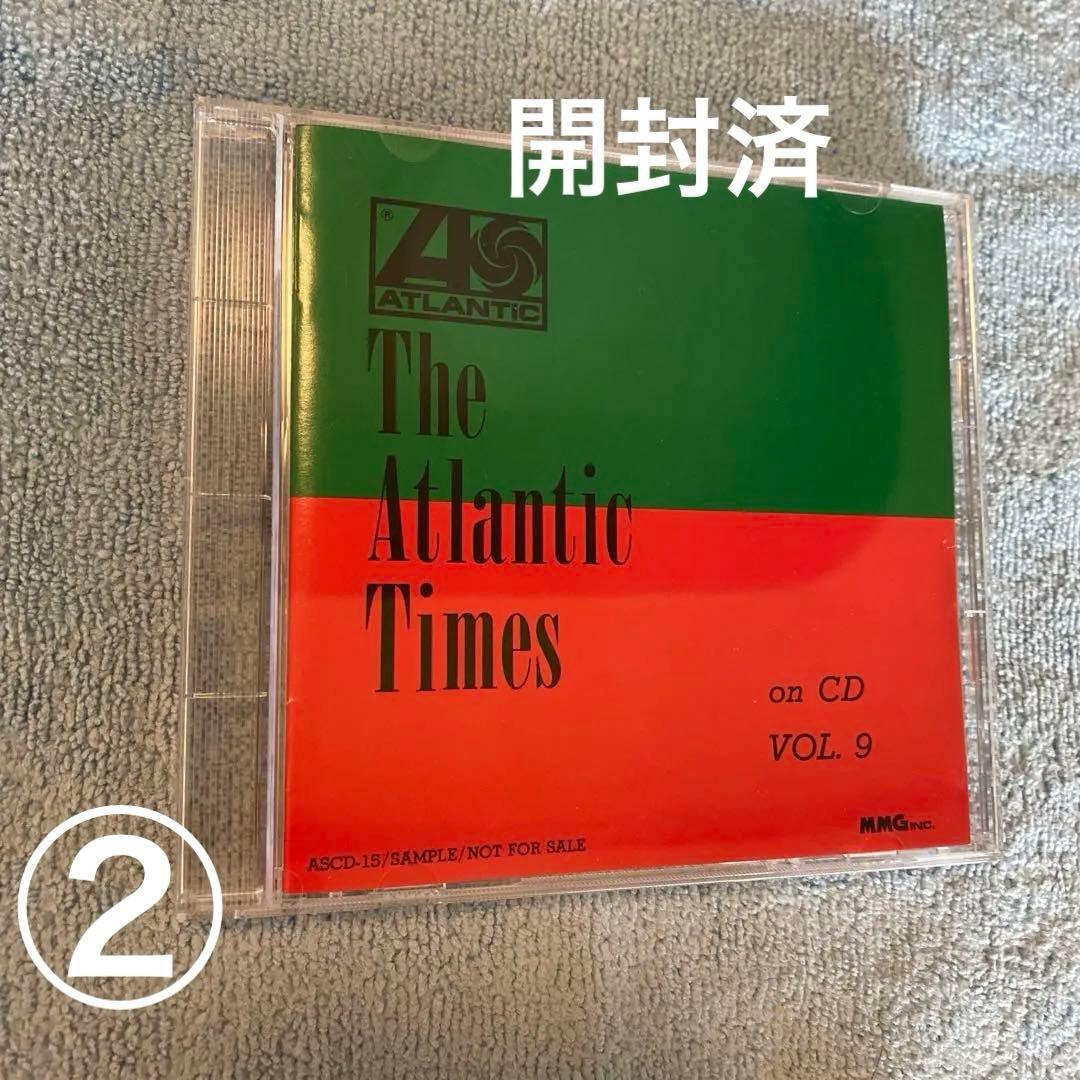 開封済
®
ATLANTIC
The
Atlantic
Times
on CD
VOL. 9
MMG INC.
ASCD-15/SAMPLE/NOT FOR SALE
②